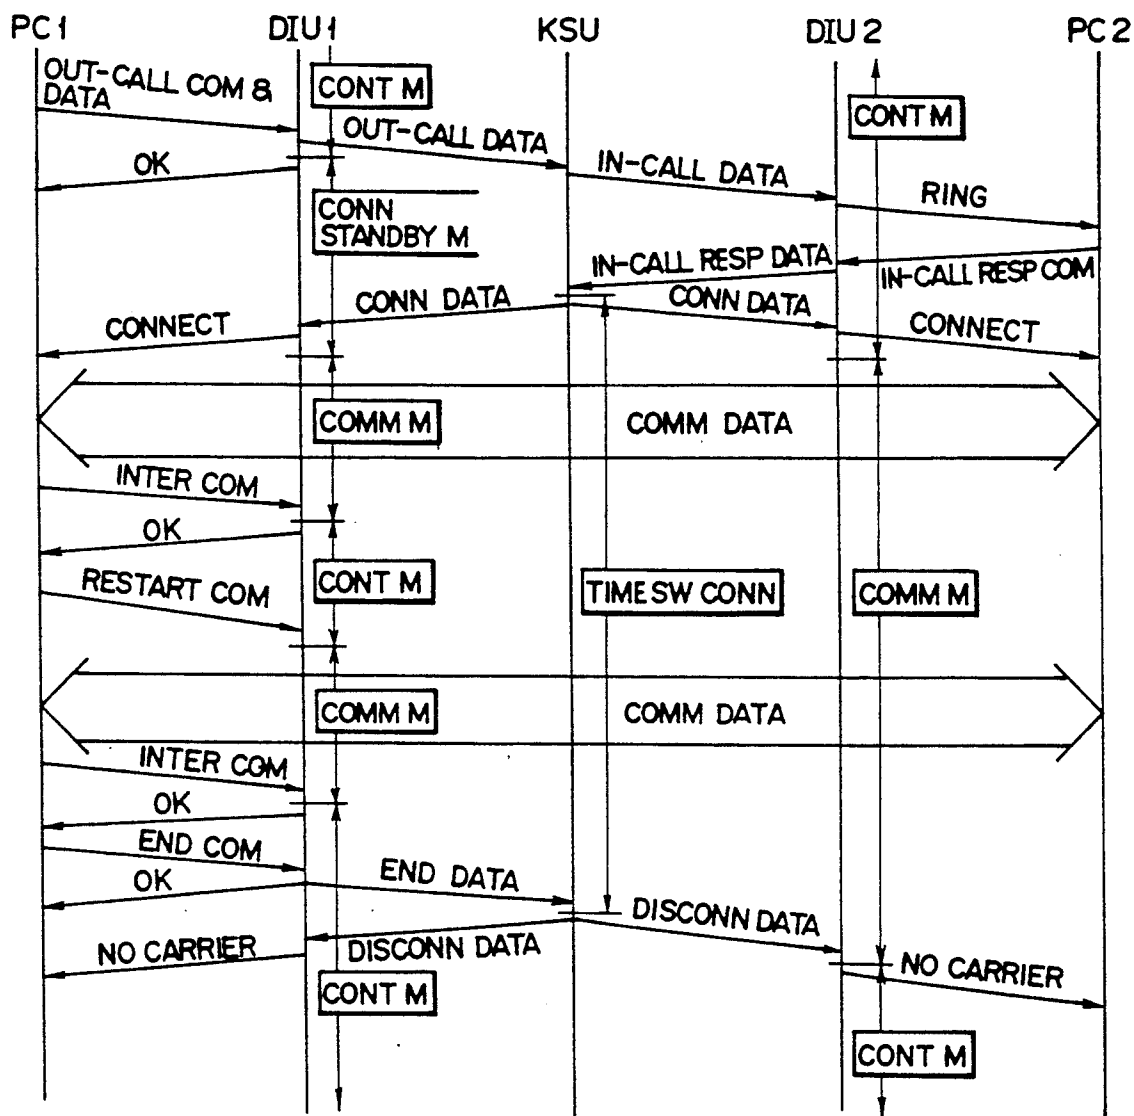 PC1 DIU1 KSU DIU2 PC2
OUT-CALL COM &
DATA
CONT M
CONT M
OUT-CALL DATA
OK
IN-CALL DATA
RING
CONN
STANDBY M
IN-CALL RESP DATA
IN-CALL RESP COM
CONN DATA
CONN DATA
CONNECT
CONNECT
COMM M
COMM DATA
INTER COM
OK
RESTART COM
CONT M
TIME SW CONN
COMM M
COMM M
COMM DATA
INTER COM
OK
END COM
OK
END DATA
DISCONN DATA
NO CARRIER
DISCONN DATA
NO CARRIER
CONT M
CONT M